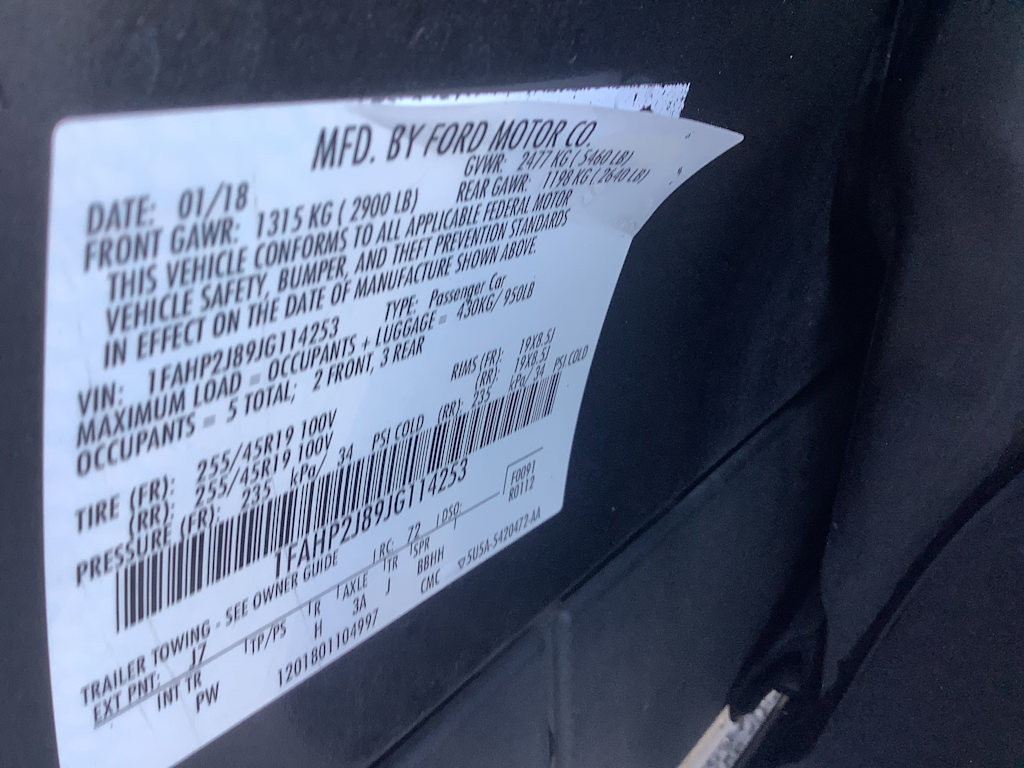 MFD. BY FORD MOTOR CO.
DATE: 01/18 GVWR: 2477 KG ( 5460 LB)
FRONT GAWR: 1315 KG ( 2900 LB) REAR GAWR: 1198 KG ( 2640 LB)
THIS VEHICLE CONFORMS TO ALL APPLICABLE FEDERAL MOTOR
VEHICLE SAFETY, BUMPER, AND THEFT PREVENTION STANDARDS
IN EFFECT ON THE DATE OF MANUFACTURE SHOWN ABOVE.
VIN: 1FAHP2J89JG114253 TYPE: Passenger Car
MAXIMUM LOAD = OCCUPANTS + LUGGAGE = 430KG/ 950LB
OCCUPANTS = 5 TOTAL; 2 FRONT, 3 REAR
TIRE (FR): 255/45R19 100V RIMS (FR): 19X8.5J
(RR): 255/45R19 100V (RR): 19X8.5J
PRESSURE (FR): 235 kPa/ 34 PSI COLD (RR): 235 kPa/ 34 PSI COLD
1FAHP2J89JG114253
F0091
R0112
TRAILER TOWING - SEE OWNER GUIDE
EXT PNT: J7 RC: 72 DSO:
INT TR TP/PS R AXLE TR SPR
PW H 3A J BBHH
1201801104997 CMC ▽5U5A-5420472-AA